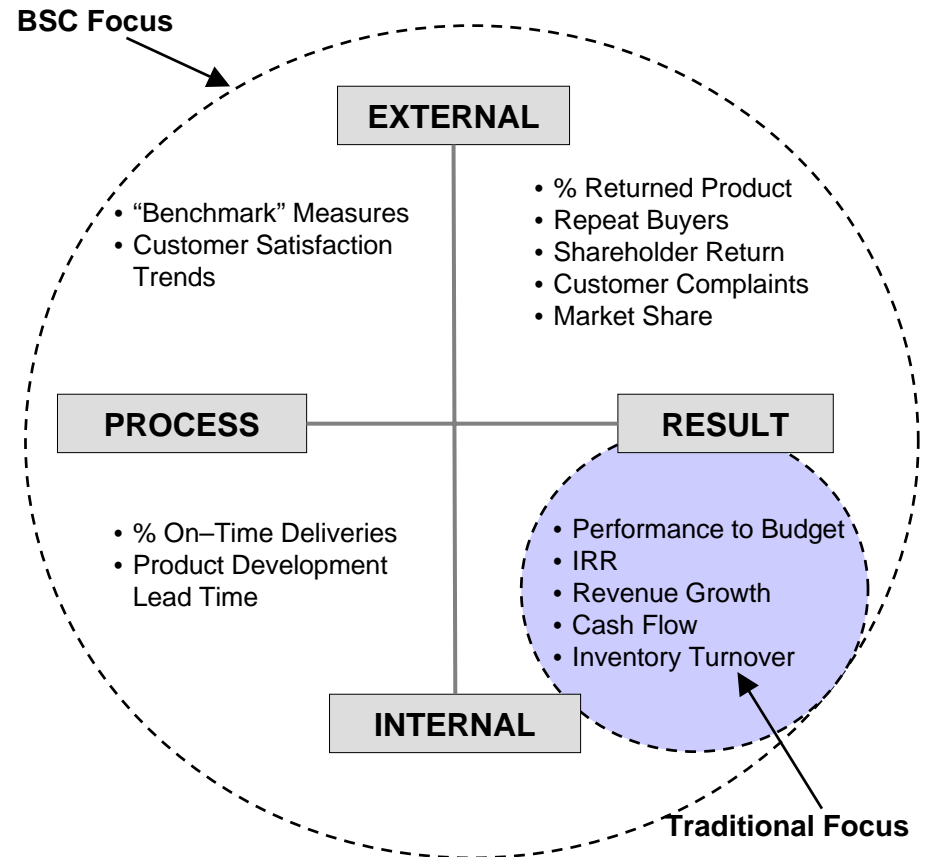 BSC Focus
EXTERNAL
• “Benchmark” Measures
• Customer Satisfaction
Trends
• % Returned Product
• Repeat Buyers
• Shareholder Return
• Customer Complaints
• Market Share
PROCESS
RESULT
• % On–Time Deliveries
• Product Development
Lead Time
• Performance to Budget
• IRR
• Revenue Growth
• Cash Flow
• Inventory Turnover
INTERNAL
Traditional Focus